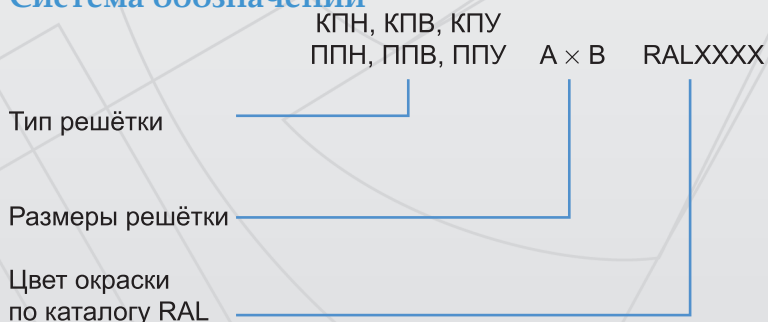 Система обозначений
КПН, КПВ, КПУ
ППН, ППВ, ППУ А × В RALXXXX
Тип решётки
Размеры решётки
Цвет окраски
по каталогу RAL